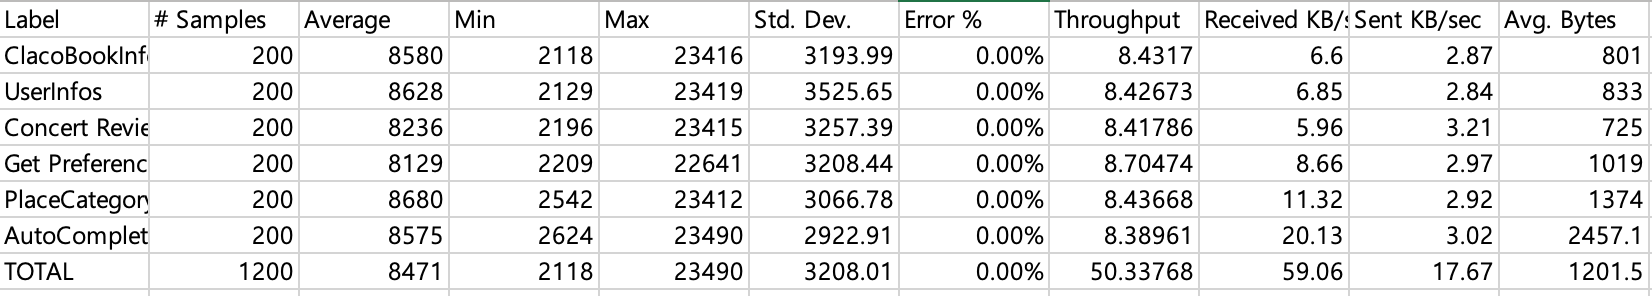 Label # Samples Average Min Max Std. Dev. Error % Throughput Received KB/s Sent KB/sec Avg. Bytes
ClacoBookInf 200 8580 2118 23416 3193.99 0.00% 8.4317 6.6 2.87 801
UserInfos 200 8628 2129 23419 3525.65 0.00% 8.42673 6.85 2.84 833
Concert Revie 200 8236 2196 23415 3257.39 0.00% 8.41786 5.96 3.21 725
Get Preferenc 200 8129 2209 22641 3208.44 0.00% 8.70474 8.66 2.97 1019
PlaceCategory 200 8680 2542 23412 3066.78 0.00% 8.43668 11.32 2.92 1374
AutoComplet 200 8575 2624 23490 2922.91 0.00% 8.38961 20.13 3.02 2457.1
TOTAL 1200 8471 2118 23490 3208.01 0.00% 50.33768 59.06 17.67 1201.5